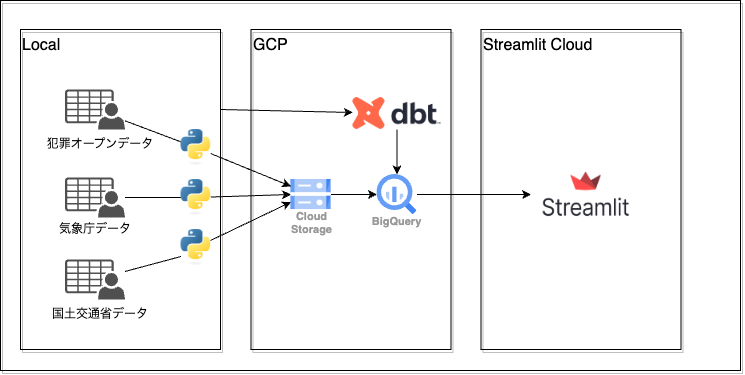 Local
GCP
Streamlit Cloud
犯罪オープンデータ
気象庁データ
国土交通省データ
dbt
Cloud
Storage
BigQuery
Streamlit